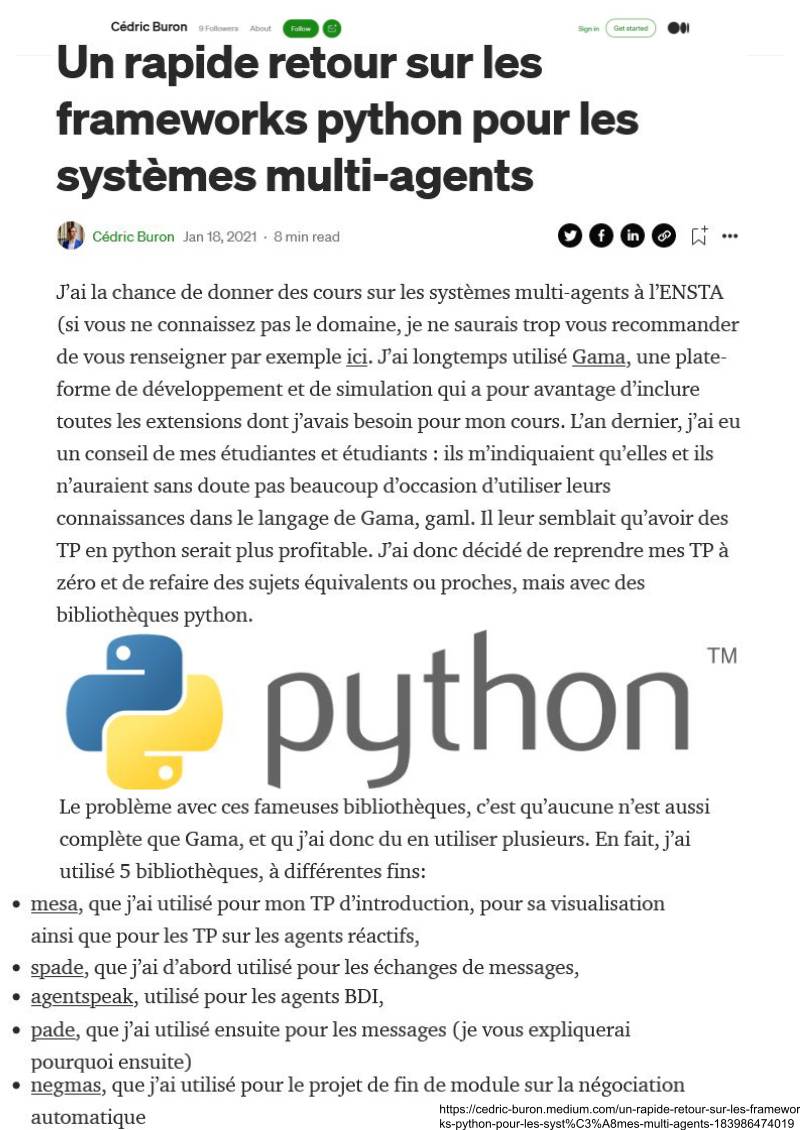 Cédric Buron 9 Followers About Follow Sign in Get started
Un rapide retour sur les
frameworks python pour les
systèmes multi-agents
Cédric Buron Jan 18, 2021 · 8 min read
J’ai la chance de donner des cours sur les systèmes multi-agents à l’ENSTA
(si vous ne connaissez pas le domaine, je ne saurais trop vous recommander
de vous renseigner par exemple ici. J’ai longtemps utilisé Gama, une plate-
forme de développement et de simulation qui a pour avantage d’inclure
toutes les extensions dont j’avais besoin pour mon cours. L’an dernier, j’ai eu
un conseil de mes étudiantes et étudiants : ils m’indiquaient qu’elles et ils
n’auraient sans doute pas beaucoup d’occasion d’utiliser leurs
connaissances dans le langage de Gama, gaml. Il leur semblait qu’avoir des
TP en python serait plus profitable. J’ai donc décidé de reprendre mes TP à
zéro et de refaire des sujets équivalents ou proches, mais avec des
bibliothèques python.
python TM
Le problème avec ces fameuses bibliothèques, c’est qu’aucune n’est aussi
complète que Gama, et qu j’ai donc du en utiliser plusieurs. En fait, j’ai
utilisé 5 bibliothèques, à différentes fins:
• mesa, que j’ai utilisé pour mon TP d’introduction, pour sa visualisation
ainsi que pour les TP sur les agents réactifs,
• spade, que j’ai d’abord utilisé pour les échanges de messages,
• agentspeak, utilisé pour les agents BDI,
• pade, que j’ai utilisé ensuite pour les messages (je vous expliquerai
pourquoi ensuite)
• negmas, que j’ai utilisé pour le projet de fin de module sur la négociation
automatique
https://cedric-buron.medium.com/un-rapide-retour-sur-les-framewor
ks-python-pour-les-syst%C3%A8mes-multi-agents-183986474019